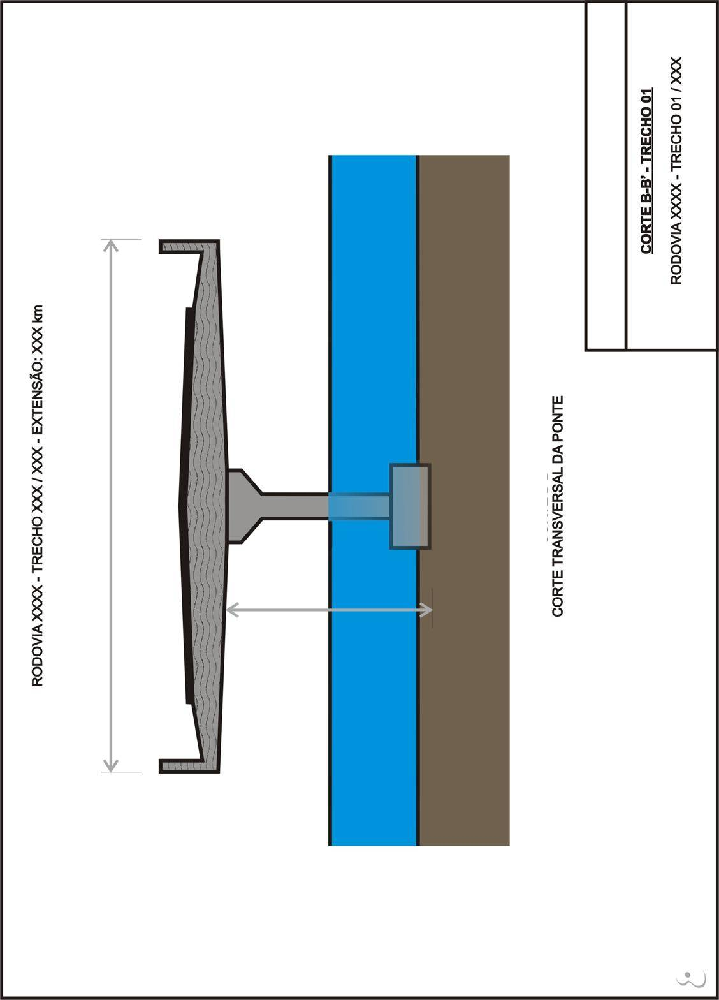 RODOVIA XXXX - TRECHO XXX / XXX - EXTENSÃO: XXX km
CORTE TRANSVERSAL DA PONTE
CORTE B-B' - TRECHO 01
RODOVIA XXXX - TRECHO 01 / XXX